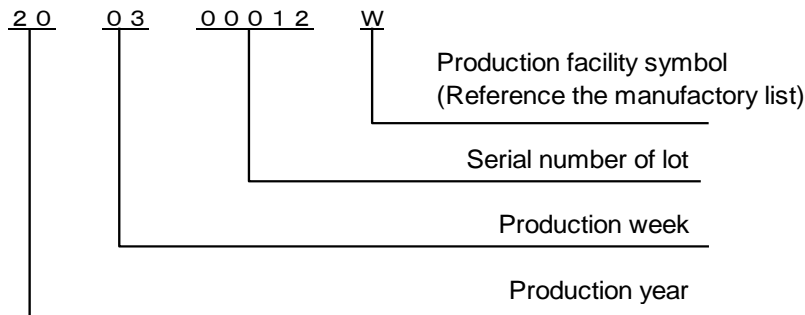 20 03 00012 W
Production facility symbol
(Reference the manufactory list)
Serial number of lot
Production week
Production year